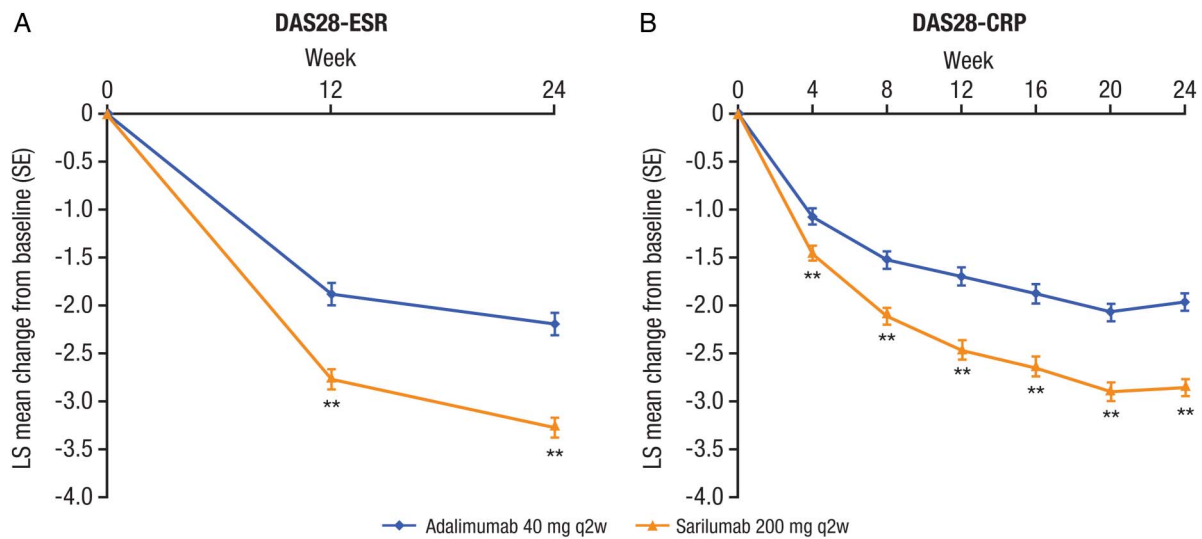 A
DAS28-ESR
Week
0 12 24
LS mean change from baseline (SE)
0
-0.5
-1.0
-1.5
-2.0
-2.5
-3.0
-3.5
-4.0
**
**
B
DAS28-CRP
Week
0 4 8 12 16 20 24
LS mean change from baseline (SE)
0
-0.5
-1.0
-1.5
-2.0
-2.5
-3.0
-3.5
-4.0
**
**
**
**
**
**
Adalimumab 40 mg q2w Sarilumab 200 mg q2w